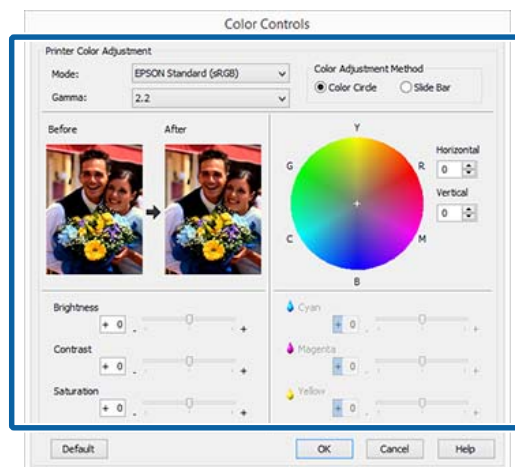 Color Controls
Printer Color Adjustment
Mode: EPSON Standard (sRGB)
Gamma: 2.2
Color Adjustment Method
Color Circle Slide Bar
Before After
Y
G R
C M
B
Horizontal
0
Vertical
0
Brightness
+ 0 - +
Contrast
+ 0 - +
Saturation
+ 0 - +
Cyan
+ 0 - +
Magenta
+ 0 - +
Yellow
+ 0 - +
Default OK Cancel Help